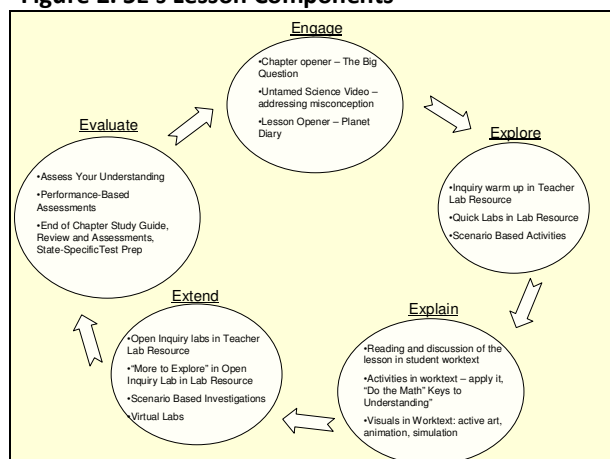 Figure Lesson Components
Engage
•Chapter opener – The Big
Question
•Untamed Science Video –
addressing misconception
•Lesson Opener – Planet
Diary
Explore
•Inquiry warm up in Teacher
Lab Resource
•Quick Labs in Lab Resource
•Scenario Based Activities
Explain
•Reading and discussion of the
lesson in student worktext
•Activities in worktext – apply it,
“Do the Math” Keys to
Understanding”
•Visuals in Worktext: active art,
animation, simulation
Extend
•Open Inquiry labs in Teacher
Lab Resource
•“More to Explore” in Open
Inquiry Lab in Lab Resource
•Scenario Based Investigations
•Virtual Labs
Evaluate
•Assess Your Understanding
•Performance-Based
Assessments
•End of Chapter Study Guide,
Review and Assessments,
State-SpecificTest Prep